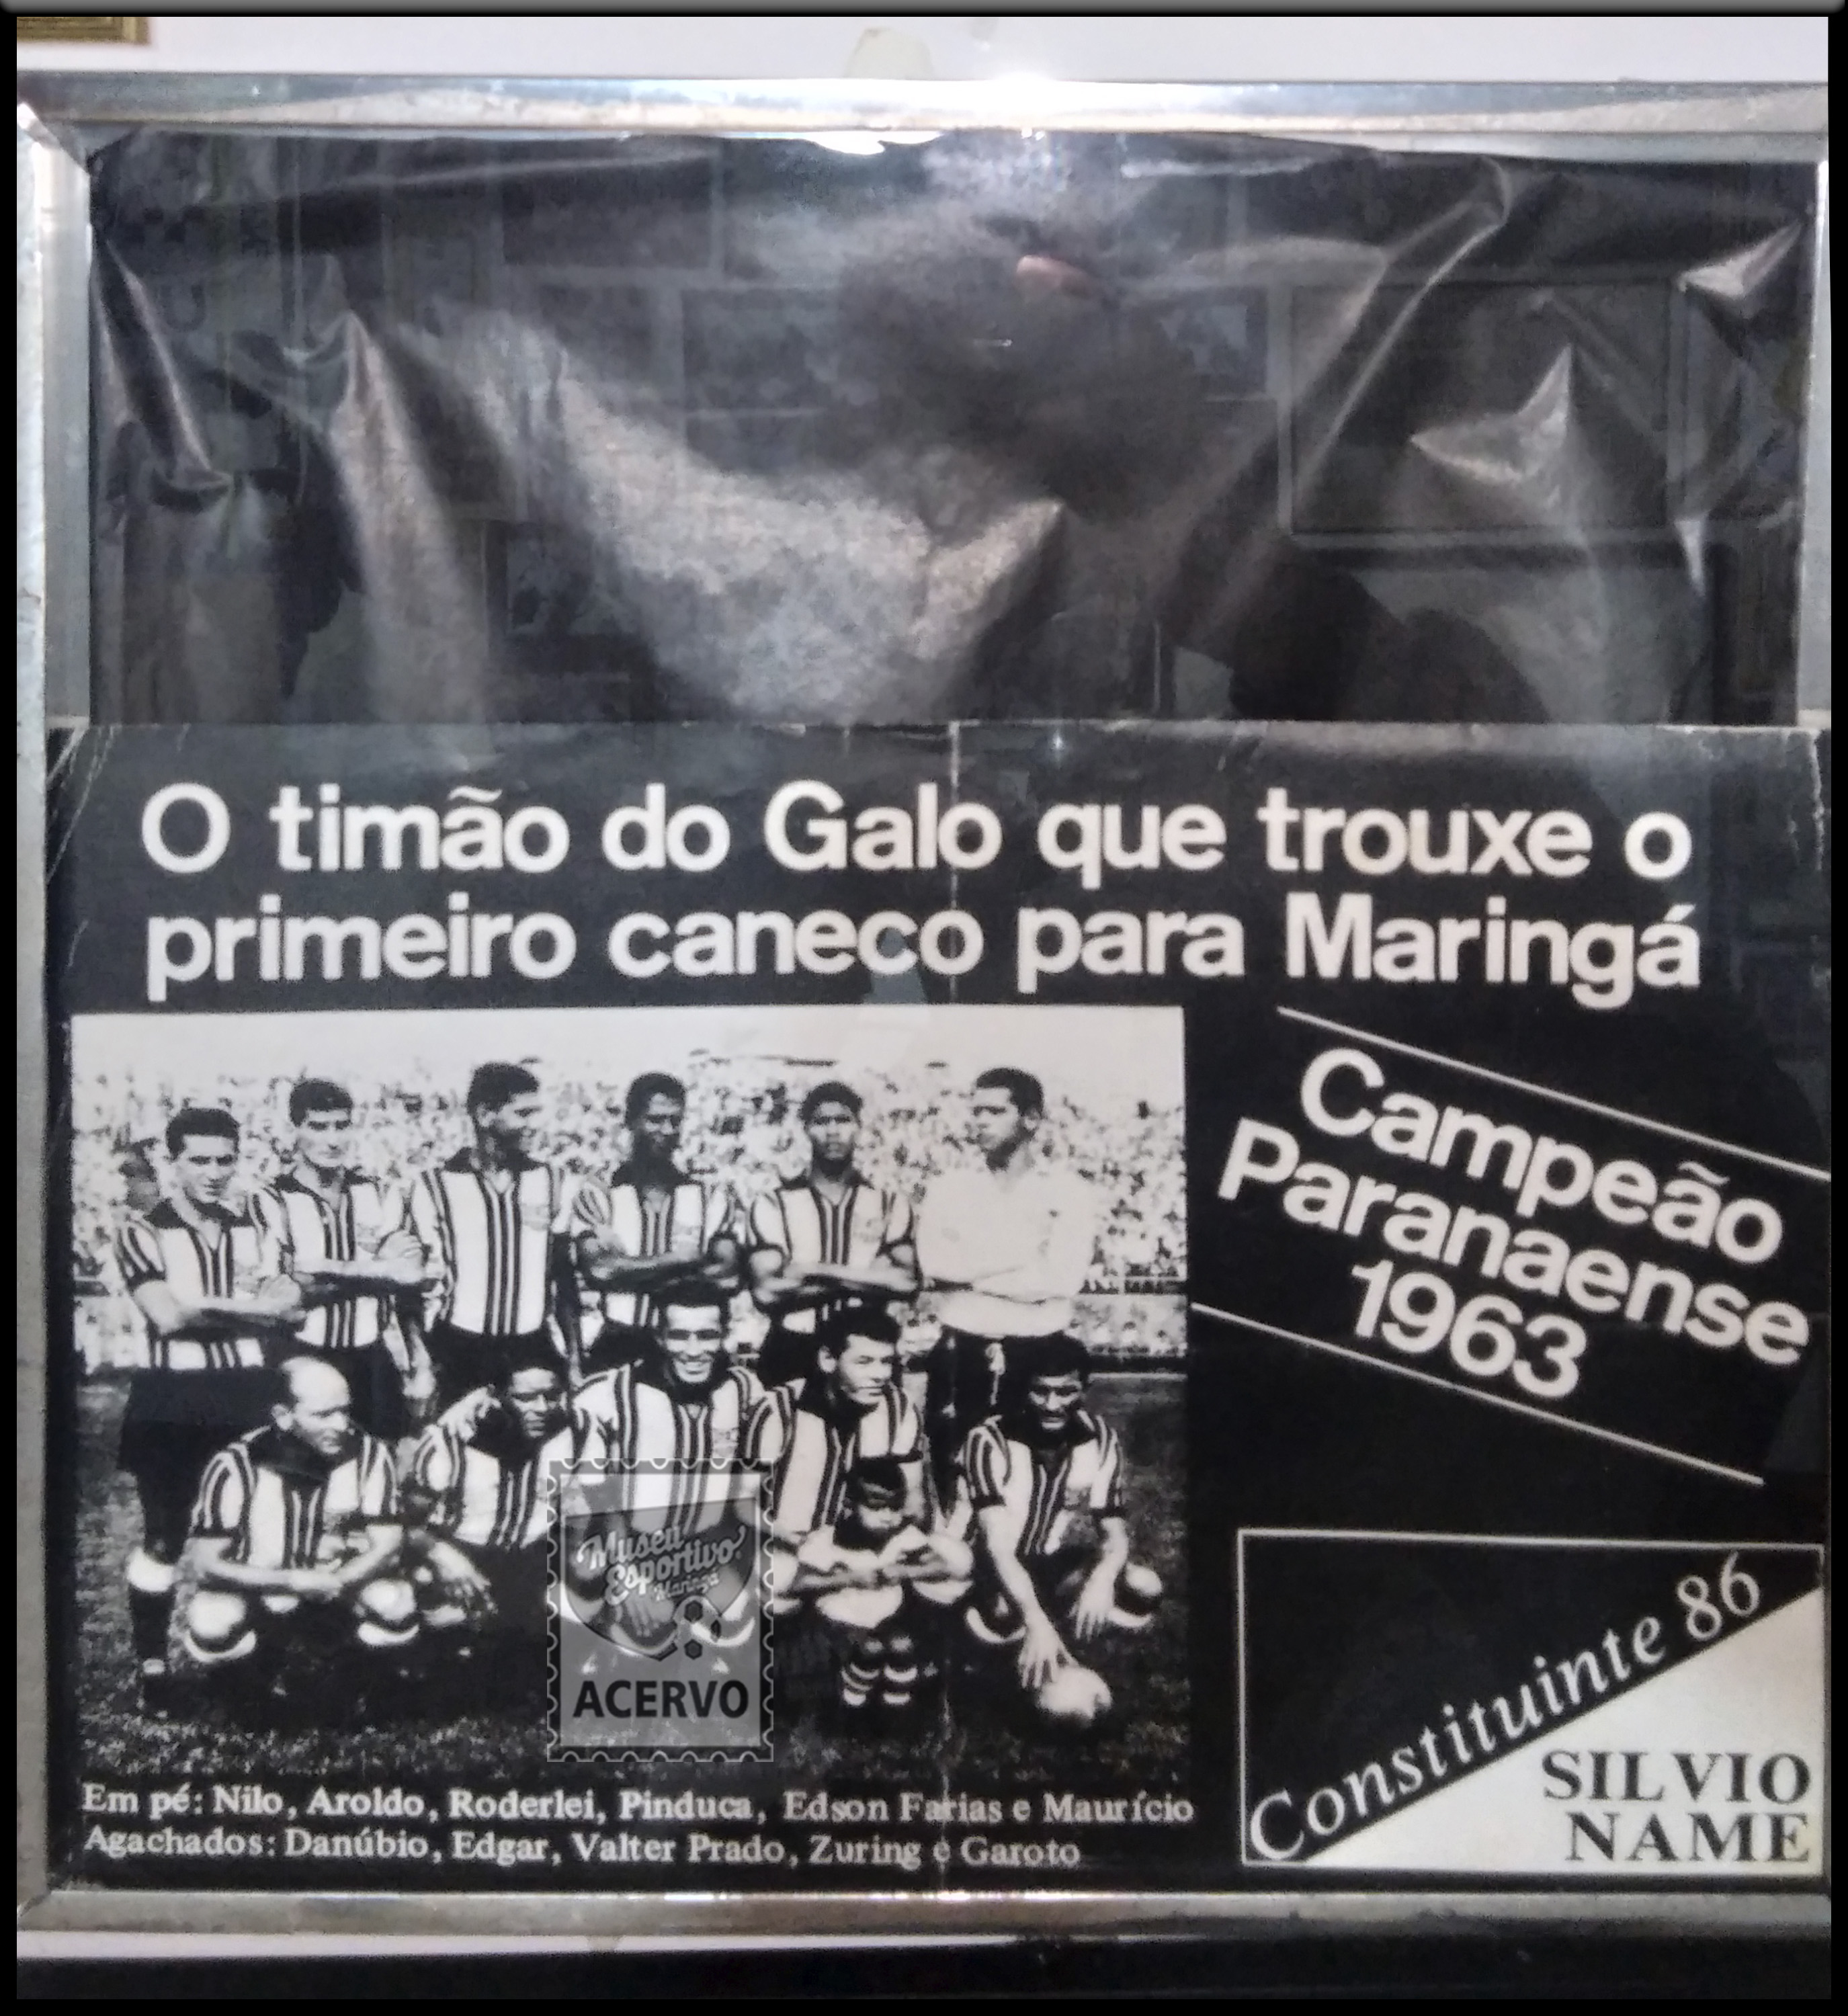 O timão do Galo que trouxe o
primeiro caneco para Maringá
Campeão
Paranaense
1963
Museu
Esportivo
Maringá
ACERVO
Em pé: Nilo, Aroldo, Roderlei, Pinduca, Edson Farias e Maurício
Agachados: Danúbio, Edgar, Valter Prado, Zuring e Garoto
Constituinte 86
SILVIO
NAME